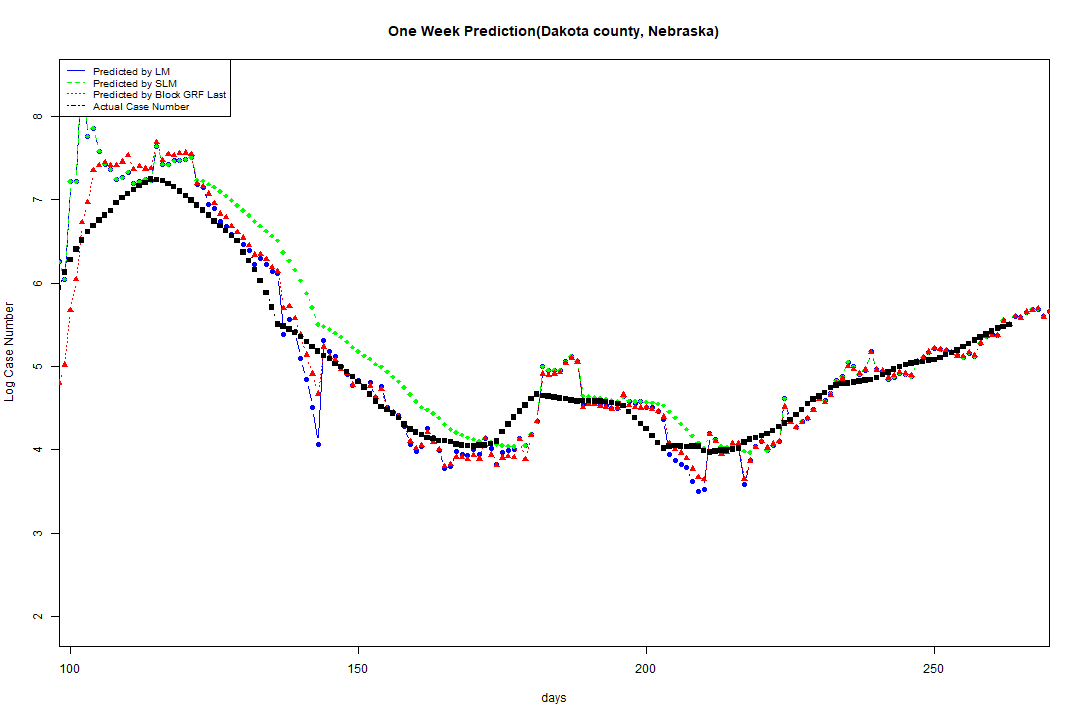 One Week Prediction(Dakota county, Nebraska)
Predicted by LM
Predicted by SLM
Predicted by Block GRF Last
Actual Case Number
8
7
6
5
4
3
2
Log Case Number
100 150 200 250
days